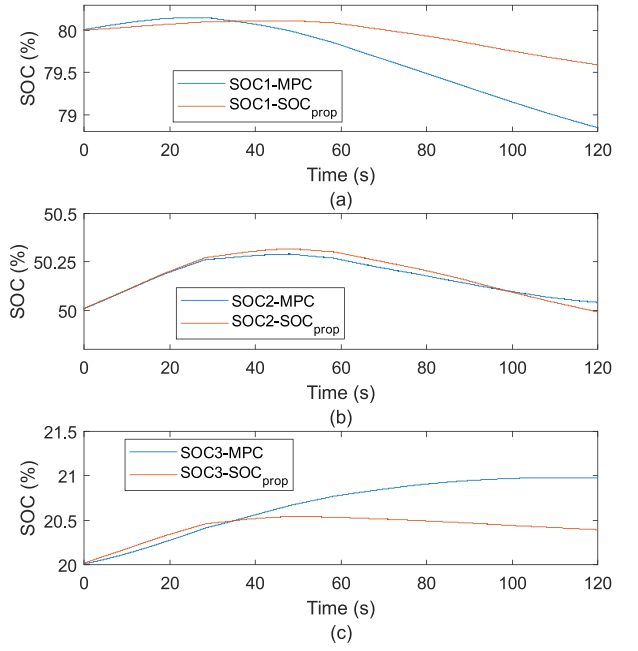 80
79.5
79
SOC (%)
SOC1-MPC
SOC1-SOCprop
0 20 40 60 80 100 120
Time (s)
(a)
50.5
50.25
50
SOC (%)
SOC2-MPC
SOC2-SOCprop
0 20 40 60 80 100 120
Time (s)
(b)
21.5
21
20.5
20
SOC (%)
SOC3-MPC
SOC3-SOCprop
0 20 40 60 80 100 120
Time (s)
(c)